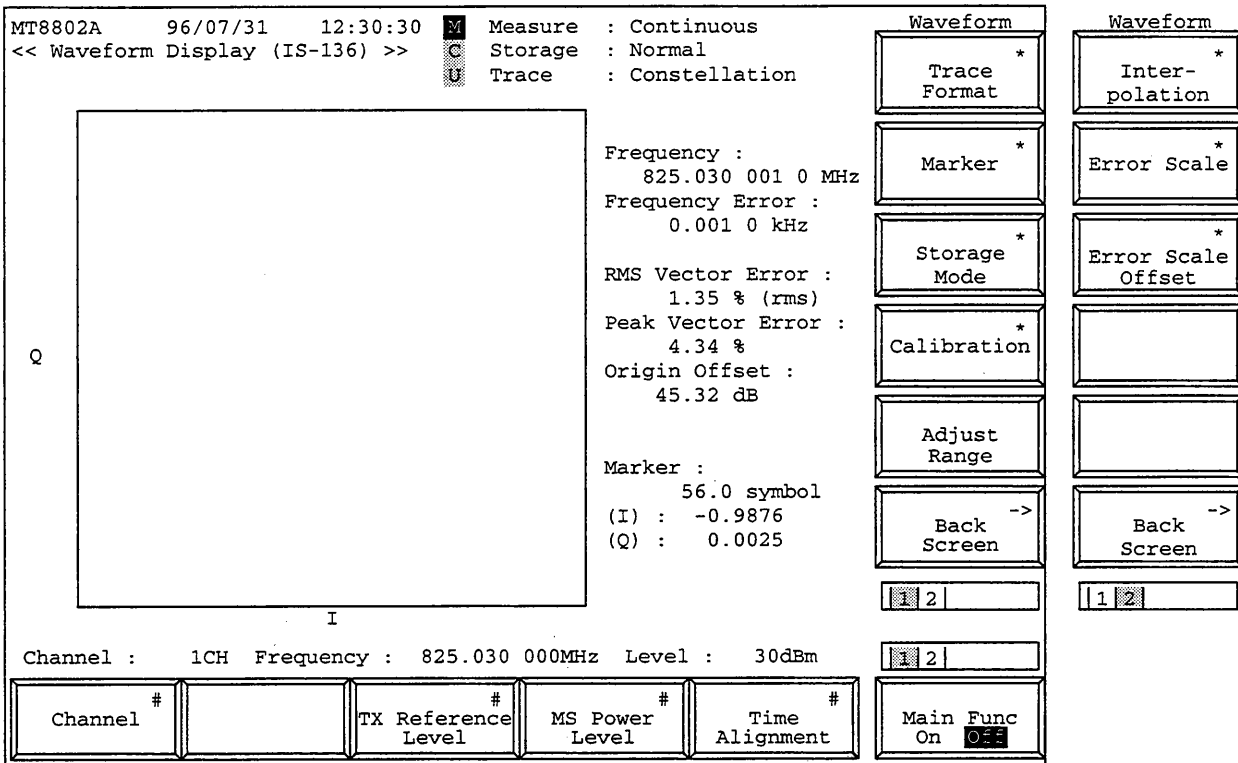 MT8802A 96/07/31 12:30:30 M Measure : Continuous
<< Waveform Display (IS-136) >> C Storage : Normal
U Trace : Constellation
Frequency :
825.030 001 0 MHz
Frequency Error :
0.001 0 kHz
RMS Vector Error :
1.35 % (rms)
Peak Vector Error :
4.34 %
Origin Offset :
45.32 dB
Marker :
56.0 symbol
(I) : -0.9876
(Q) : 0.0025
Q
I
Channel : 1CH Frequency : 825.030 000MHz Level : 30dBm
Channel #
#
TX Reference
Level
#
MS Power
Level
#
Time
Alignment
Waveform
*
Trace
Format
*
Marker
*
Storage
Mode
*
Calibration
Adjust
Range
->
Back
Screen
1 2
1 2
Main Func
On Off
Waveform
*
Inter-
polation
*
Error Scale
*
Error Scale
Offset
->
Back
Screen
1 2